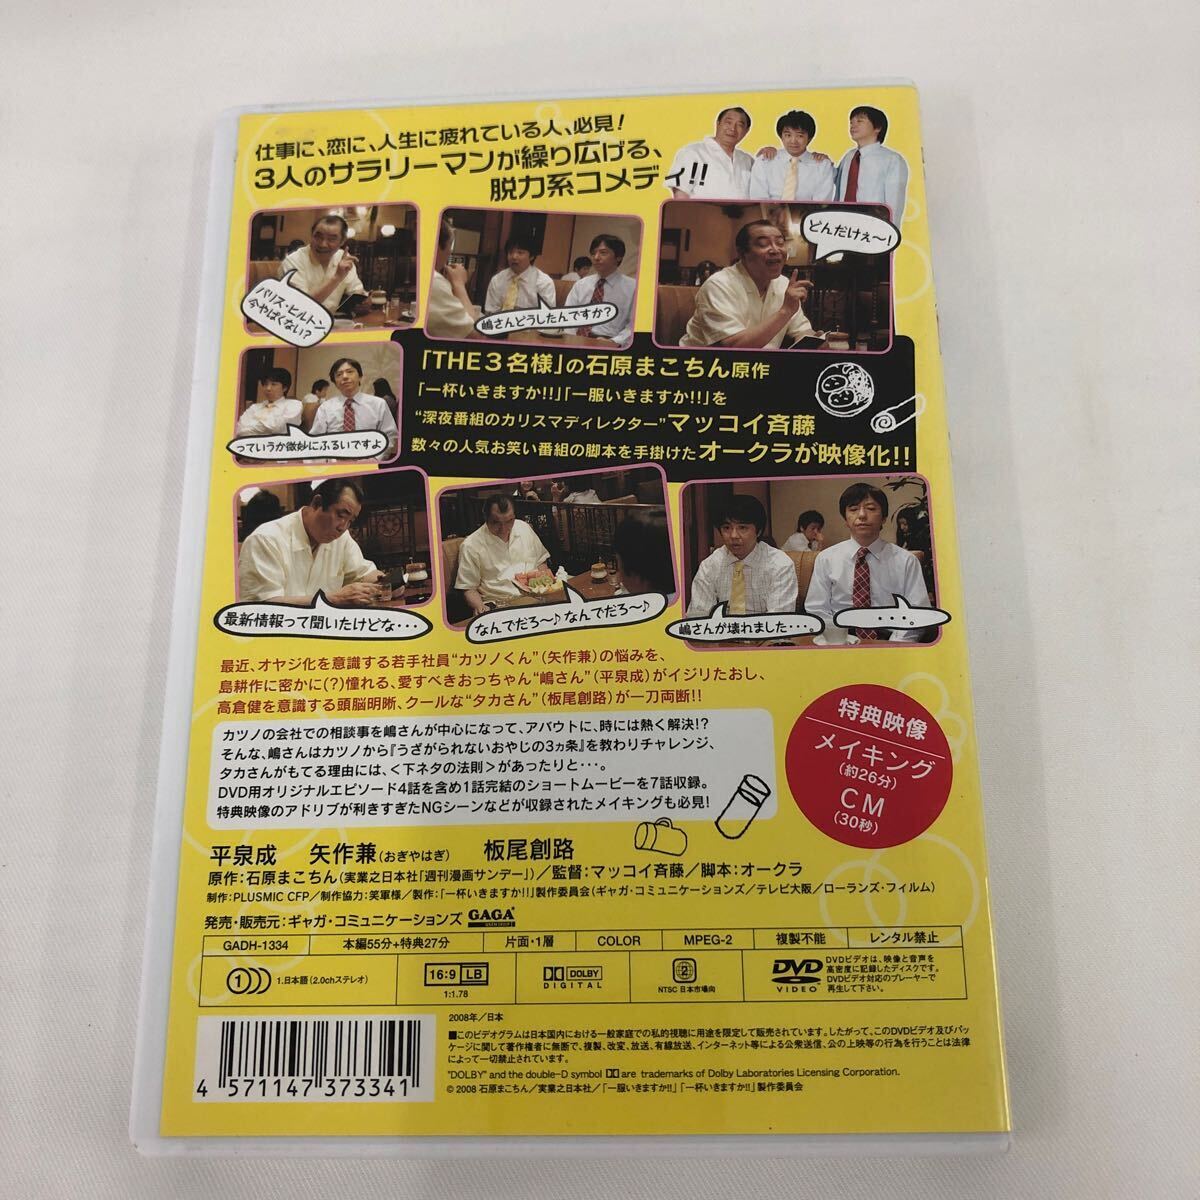 仕事に、恋に、人生に疲れている人、必見!
3人のサラリーマンが繰り広げる、
脱力系コメディ!!
パリス・ヒルトン、
今やばくない?
嶋さんどうしたんですか?
どんだけぇ〜!
っていうか微妙にふるいですよ
「THE3名様」の石原まこちん原作
「一杯いきますか!!」「一服いきますか!!」を
“深夜番組のカリスマディレクター”マッコイ斉藤
数々の人気お笑い番組の脚本を手掛けたオークラが映像化!!
最新情報って聞いたけどな・・・
なんでだろ〜♪なんでだろ〜♪
嶋さんが壊れました・・・。
・・・。
最近、オヤジ化を意識する若手社員“カツノくん”(矢作兼)の悩みを、
島耕作に密かに(?)憧れる、愛すべきおっちゃん“嶋さん”(平泉成)がイジリたおし、
高倉健を意識する頭脳明晰、クールな“タカさん”(板尾創路)が一刀両断!!
カツノの会社での相談事を嶋さんが中心になって、アバウトに、時には熱く解決!?
そんな、嶋さんはカツノから『うざがられないおやじの3ヵ条』を教わりチャレンジ、
タカさんがもてる理由には、<下ネタの法則>があったりと・・・。
DVD用オリジナルエピソード4話を含め1話完結のショートムービーを7話収録。
特典映像のアドリブが利きすぎたNGシーンなどが収録されたメイキングも必見!
特典映像
メイキング
(約26分)
CM
(30秒)
平泉成 矢作兼(おぎやはぎ) 板尾創路
原作:石原まこちん(実業之日本社「週刊漫画サンデー」)/監督:マッコイ斉藤/脚本:オークラ
制作:PLUSMIC CFP/制作協力:笑軍様/製作:「一杯いきますか!!」製作委員会(ギャガ・コミュニケーションズ/テレビ大阪/ローランズ・フィルム)
発売・販売元:ギャガ・コミュニケーションズ GAGA
GADH-1334 本編55分+特典27分 片面・1層 COLOR MPEG-2 複製不能 レンタル禁止
1 1.日本語(2.0chステレオ) 16:9 LB 1:1.78 DOLBY DIGITAL 2 NTSC 日本市場向 DVD VIDEO
DVDビデオは、映像と音声を
高密度に記録したディスクです。
DVDビデオ対応のプレーヤーで
再生して下さい。
2008年/日本
■このビデオグラムは日本国内における一般家庭での私的視聴に用途を限定して販売されています。したがって、このDVDビデオ及びパッ
ケージに関して著作権者に無断で、複製、改変、放送、有線放送、インターネット等による公衆送信、公の上映等の行為を行うことは法律
によって一切禁止されています。
"DOLBY" and the double-D symbol are trademarks of Dolby Laboratories Licensing Corporation.
© 2008 石原まこちん/実業之日本社/「一服いきますか!!」「一杯いきますか!!」製作委員会
4 571147 373341